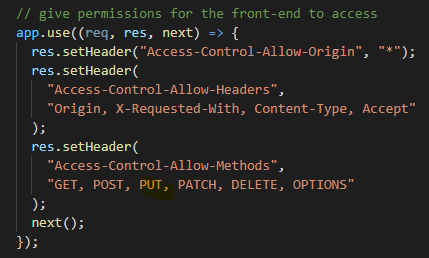 // give permissions for the front-end to access
app.use((req, res, next) => {
  res.setHeader("Access-Control-Allow-Origin", "*");
  res.setHeader(
    "Access-Control-Allow-Headers",
    "Origin, X-Requested-With, Content-Type, Accept"
  );
  res.setHeader(
    "Access-Control-Allow-Methods",
    "GET, POST, PUT, PATCH, DELETE, OPTIONS"
  );
  next();
});